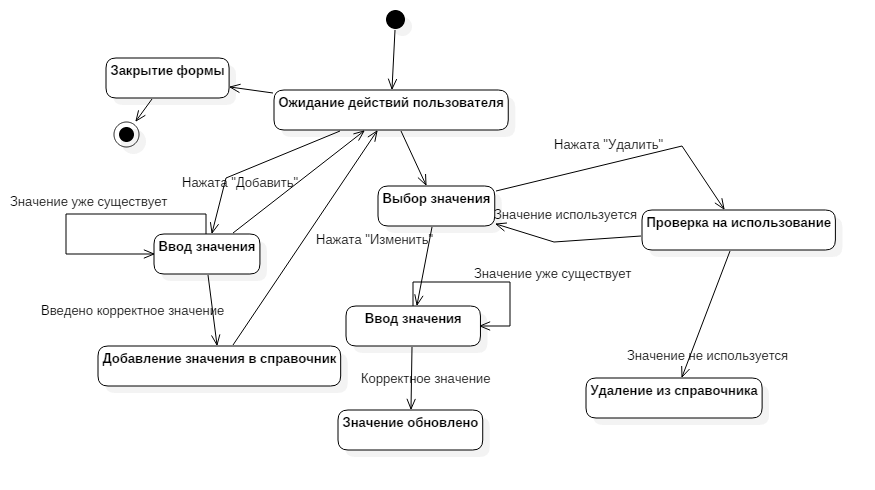 Закрытие формы
Ожидание действий пользователя
Нажата "Удалить"
Нажата "Добавить"
Значение уже существует
Выбор значения
Значение используется
Проверка на использование
Ввод значения
Нажата "Изменить"
Значение уже существует
Введено корректное значение
Ввод значения
Добавление значения в справочник
Значение не используется
Корректное значение
Удаление из справочника
Значение обновлено